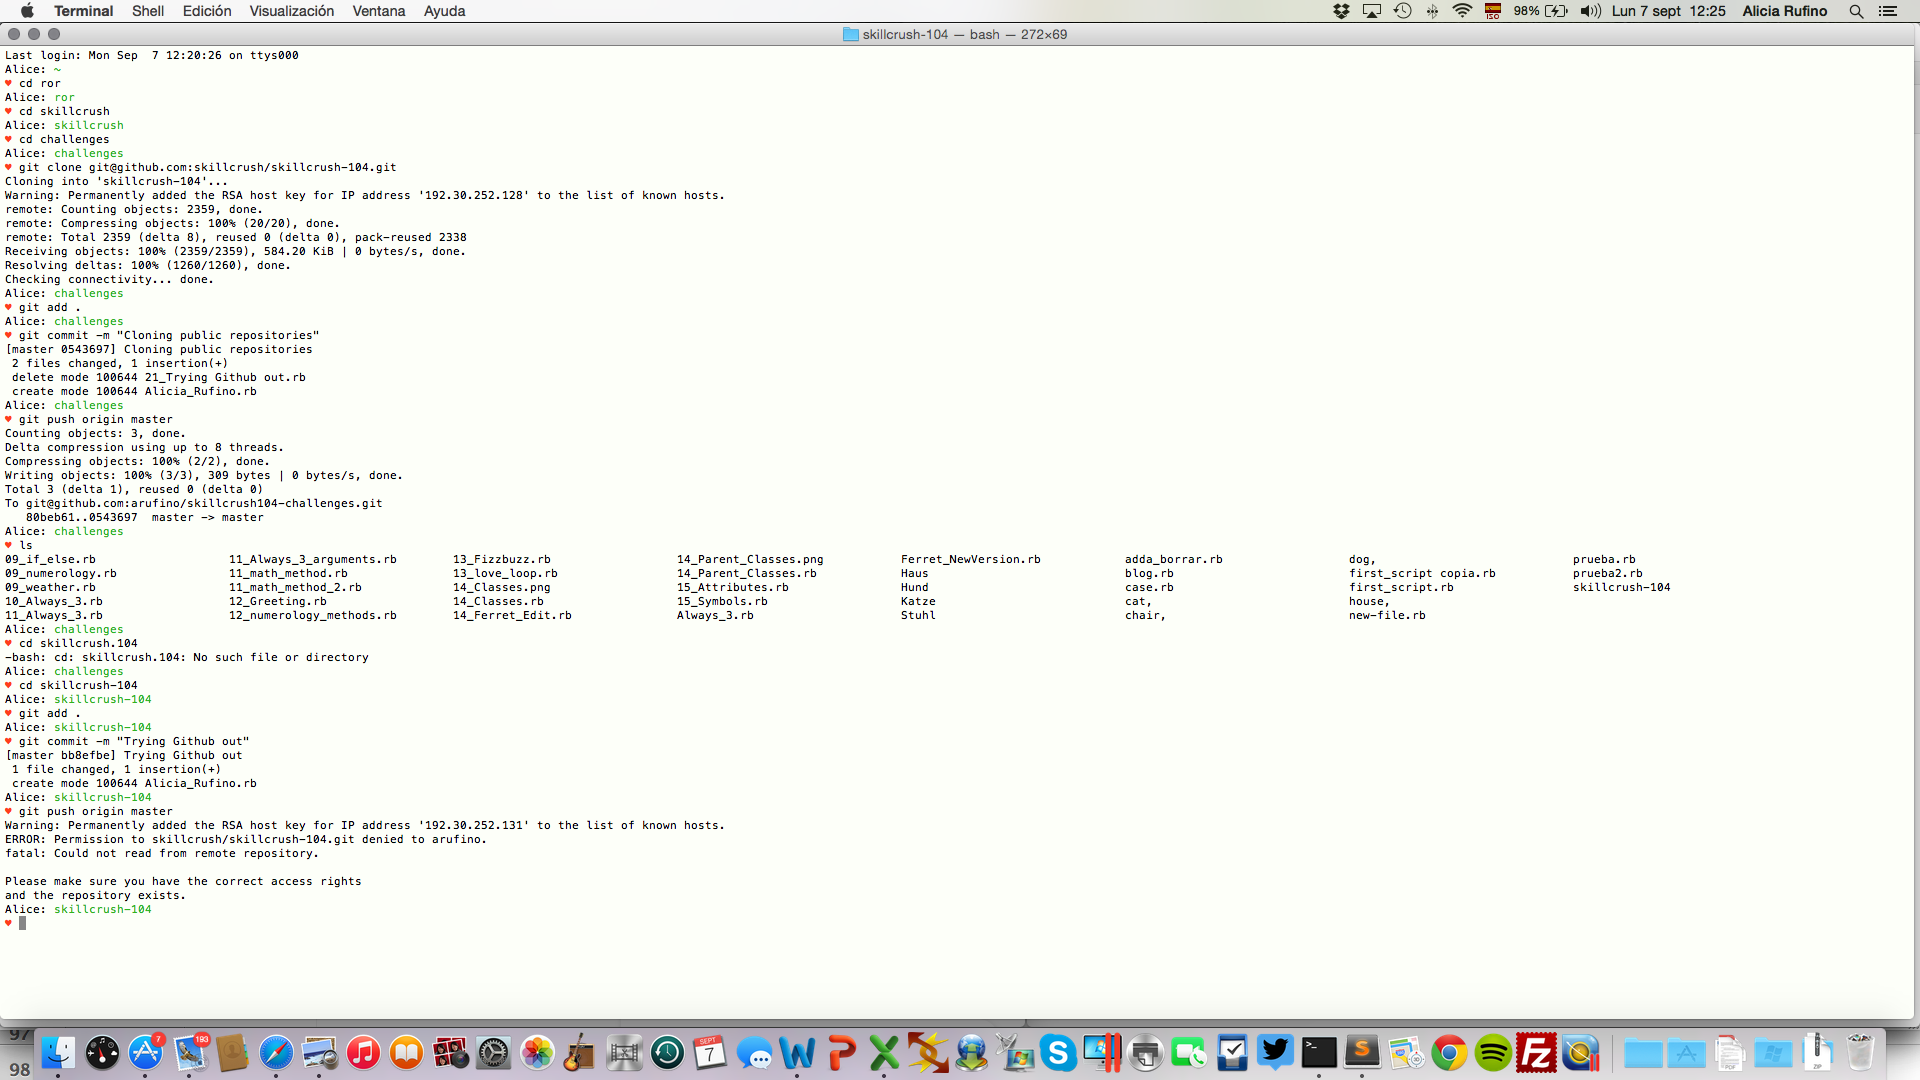 Terminal Shell Edición Visualización Ventana Ayuda ISO 98% Lun 7 sept 12:25 Alicia Rufino
skillcrush-104 — bash — 272×69
Last login: Mon Sep  7 12:20:26 on ttys000
Alice: ~
♥ cd ror
Alice: ror
♥ cd skillcrush
Alice: skillcrush
♥ cd challenges
Alice: challenges
♥ git clone git@github.com:skillcrush/skillcrush-104.git
Cloning into 'skillcrush-104'...
Warning: Permanently added the RSA host key for IP address '192.30.252.128' to the list of known hosts.
remote: Counting objects: 2359, done.
remote: Compressing objects: 100% (20/20), done.
remote: Total 2359 (delta 8), reused 0 (delta 0), pack-reused 2338
Receiving objects: 100% (2359/2359), 584.20 KiB | 0 bytes/s, done.
Resolving deltas: 100% (1260/1260), done.
Checking connectivity... done.
Alice: challenges
♥ git add .
Alice: challenges
♥ git commit -m "Cloning public repositories"
[master 0543697] Cloning public repositories
 2 files changed, 1 insertion(+)
 delete mode 100644 21_Trying Github out.rb
 create mode 100644 Alicia_Rufino.rb
Alice: challenges
♥ git push origin master
Counting objects: 3, done.
Delta compression using up to 8 threads.
Compressing objects: 100% (2/2), done.
Writing objects: 100% (3/3), 309 bytes | 0 bytes/s, done.
Total 3 (delta 1), reused 0 (delta 0)
To git@github.com:arufino/skillcrush104-challenges.git
   80beb61..0543697  master -> master
Alice: challenges
♥ ls
09_if_else.rb 11_Always_3_arguments.rb 13_Fizzbuzz.rb 14_Parent_Classes.png Ferret_NewVersion.rb adda_borrar.rb dog, prueba.rb
09_numerology.rb 11_math_method.rb 13_love_loop.rb 14_Parent_Classes.rb Haus blog.rb first_script copia.rb prueba2.rb
09_weather.rb 11_math_method_2.rb 14_Classes.png 15_Attributes.rb Hund case.rb first_script.rb skillcrush-104
10_Always_3.rb 12_Greeting.rb 14_Classes.rb 15_Symbols.rb Katze cat, house,
11_Always_3.rb 12_numerology_methods.rb 14_Ferret_Edit.rb Always_3.rb Stuhl chair, new-file.rb
Alice: challenges
♥ cd skillcrush.104
-bash: cd: skillcrush.104: No such file or directory
Alice: challenges
♥ cd skillcrush-104
Alice: skillcrush-104
♥ git add .
Alice: skillcrush-104
♥ git commit -m "Trying Github out"
[master bb8efbe] Trying Github out
 1 file changed, 1 insertion(+)
 create mode 100644 Alicia_Rufino.rb
Alice: skillcrush-104
♥ git push origin master
Warning: Permanently added the RSA host key for IP address '192.30.252.131' to the list of known hosts.
ERROR: Permission to skillcrush/skillcrush-104.git denied to arufino.
fatal: Could not read from remote repository.
Please make sure you have the correct access rights
and the repository exists.
Alice: skillcrush-104
♥
97
98
7
193
SEPT
7
ZIP